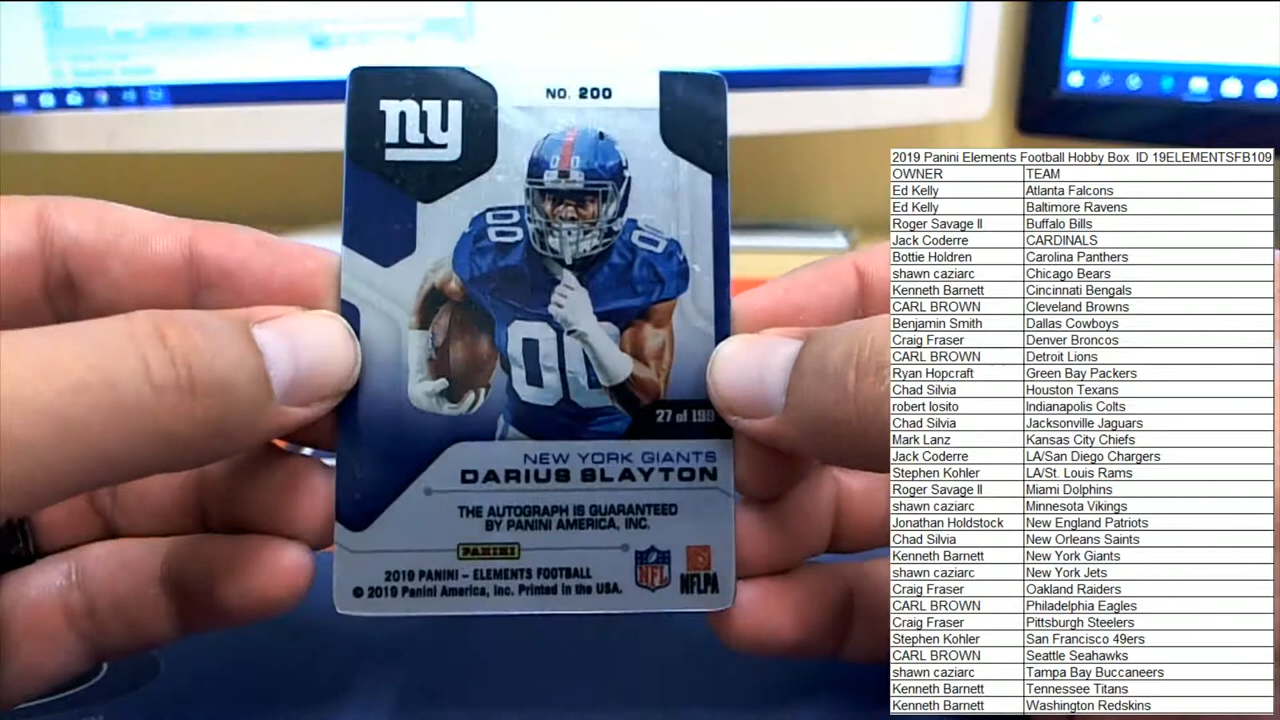 ny
NO. 200
00
00
00
27 of 199
NEW YORK GIANTS
DARIUS SLAYTON
THE AUTOGRAPH IS GUARANTEED
BY PANINI AMERICA, INC.
PANINI
2019 PANINI - ELEMENTS FOOTBALL
© 2019 Panini America, Inc. Printed in the USA.
NFL
NFLPA
2019 Panini Elements Football Hobby Box ID 19ELEMENTSFB109
OWNER TEAM
Ed Kelly Atlanta Falcons
Ed Kelly Baltimore Ravens
Roger Savage II Buffalo Bills
Jack Coderre CARDINALS
Bottie Holdren Carolina Panthers
shawn caziarc Chicago Bears
Kenneth Barnett Cincinnati Bengals
CARL BROWN Cleveland Browns
Benjamin Smith Dallas Cowboys
Craig Fraser Denver Broncos
CARL BROWN Detroit Lions
Ryan Hopcraft Green Bay Packers
Chad Silvia Houston Texans
robert losito Indianapolis Colts
Chad Silvia Jacksonville Jaguars
Mark Lanz Kansas City Chiefs
Jack Coderre LA/San Diego Chargers
Stephen Kohler LA/St. Louis Rams
Roger Savage II Miami Dolphins
shawn caziarc Minnesota Vikings
Jonathan Holdstock New England Patriots
Chad Silvia New Orleans Saints
Kenneth Barnett New York Giants
shawn caziarc New York Jets
Craig Fraser Oakland Raiders
CARL BROWN Philadelphia Eagles
Craig Fraser Pittsburgh Steelers
Stephen Kohler San Francisco 49ers
CARL BROWN Seattle Seahawks
shawn caziarc Tampa Bay Buccaneers
Kenneth Barnett Tennessee Titans
Kenneth Barnett Washington Redskins